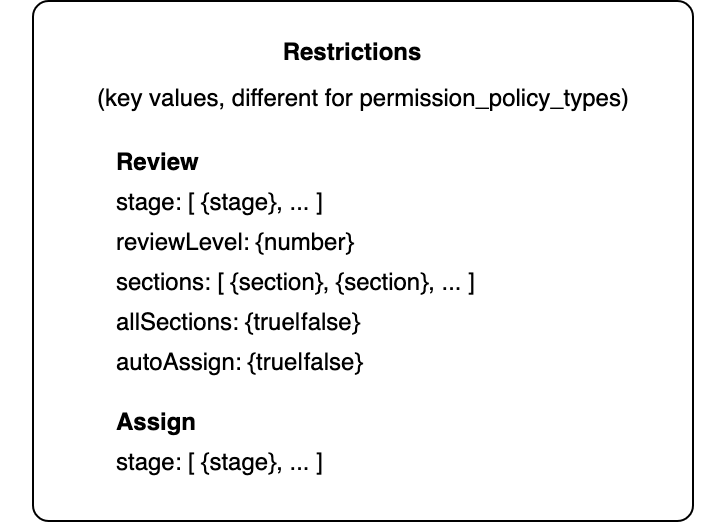 Restrictions
(key values, different for permission_policy_types)
Review
stage: [ {stage}, ... ]
reviewLevel: {number}
sections: [ {section}, {section}, ... ]
allSections: {true|false}
autoAssign: {true|false}
Assign
stage: [ {stage}, ... ]